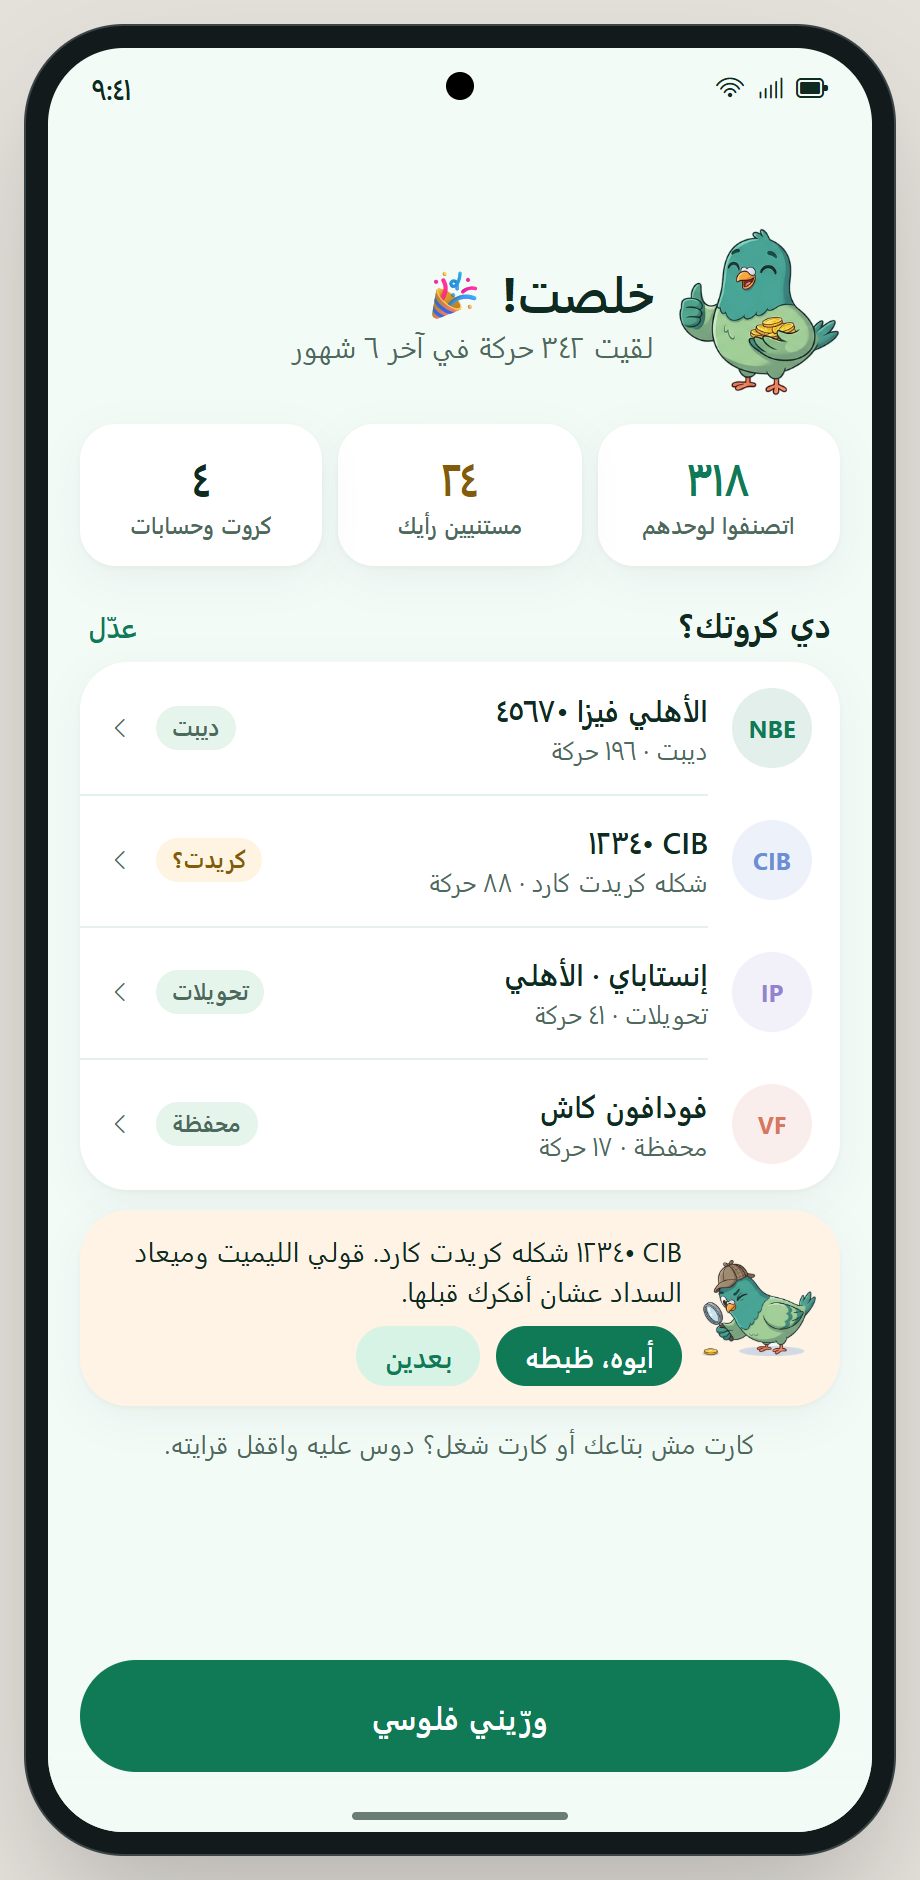 ٩:٤١
خلصت! 🎉
لقيت ٣٤٢ حركة في آخر ٦ شهور
٣١٨
اتصنفوا لوحدهم
٢٤
مستنيين رأيك
٤
كروت وحسابات
دي كروتك؟
عدّل
NBE
الأهلي فيزا •٤٥٦٧
ديبت · ١٩٦ حركة
ديبت
CIB
CIB •١٢٣٤
شكله كريدت كارد · ٨٨ حركة
كريدت؟
IP
إنستاباي · الأهلي
تحويلات · ٤١ حركة
تحويلات
VF
فودافون كاش
محفظة · ١٧ حركة
محفظة
CIB •١٢٣٤ شكله كريدت كارد. قولي الليميت وميعاد
السداد عشان أفكرك قبلها.
أيوه، ظبطه
بعدين
كارت مش بتاعك أو كارت شغل؟ دوس عليه واقفل قرايته.
ورّيني فلوسي